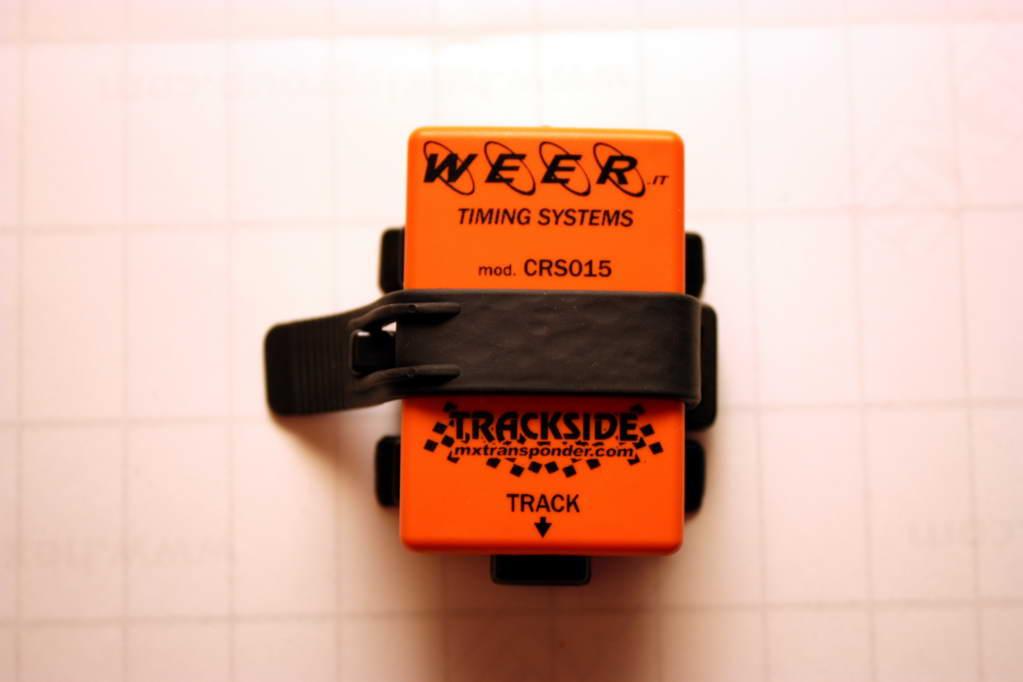 WEER.IT
TIMING SYSTEMS
mod. CRS015
TRACKSIDE
mxtransponder.com
TRACK